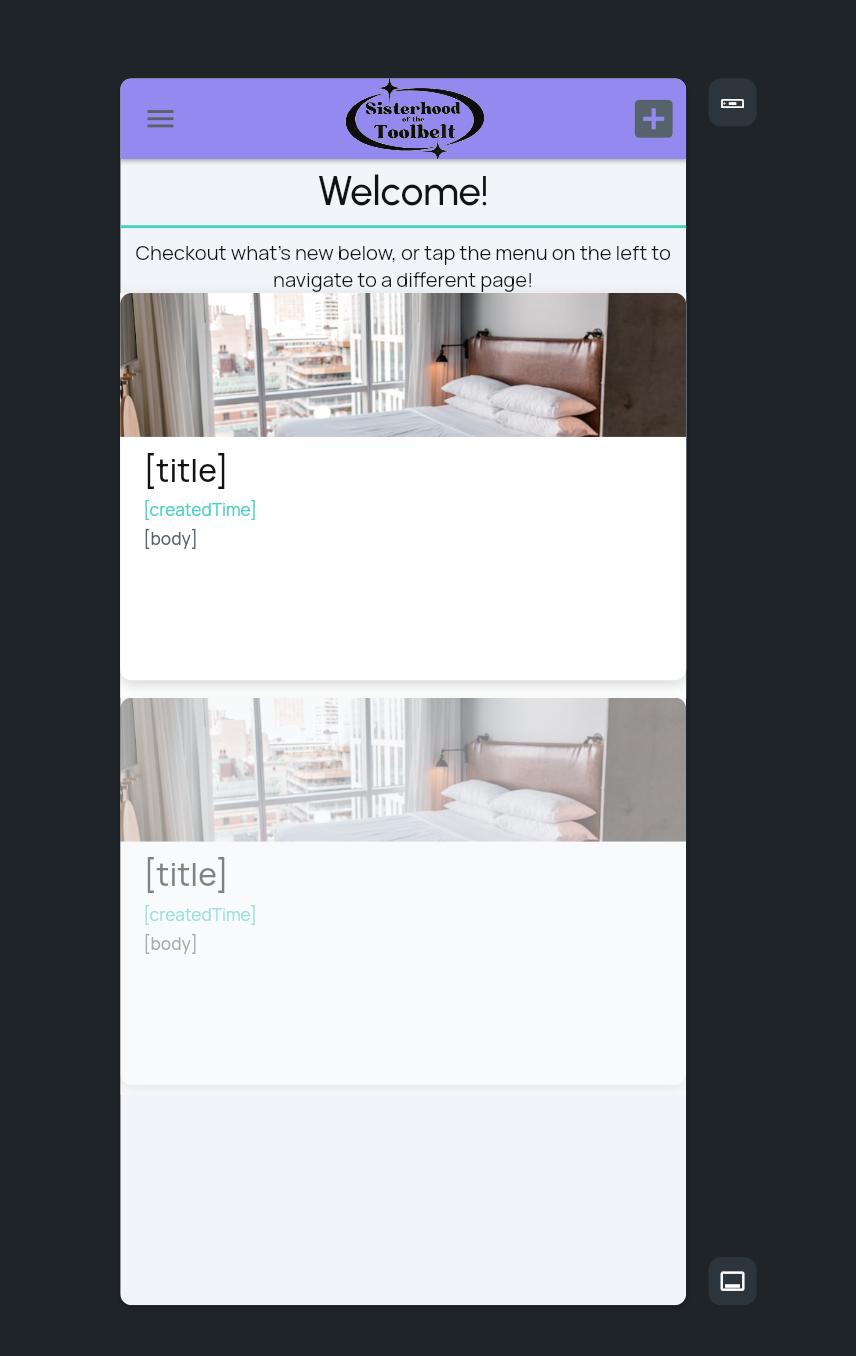 Sisterhood
of the
Toolbelt
Welcome!
Checkout what's new below, or tap the menu on the left to
navigate to a different page!
[title]
[createdTime]
[body]
[title]
[createdTime]
[body]